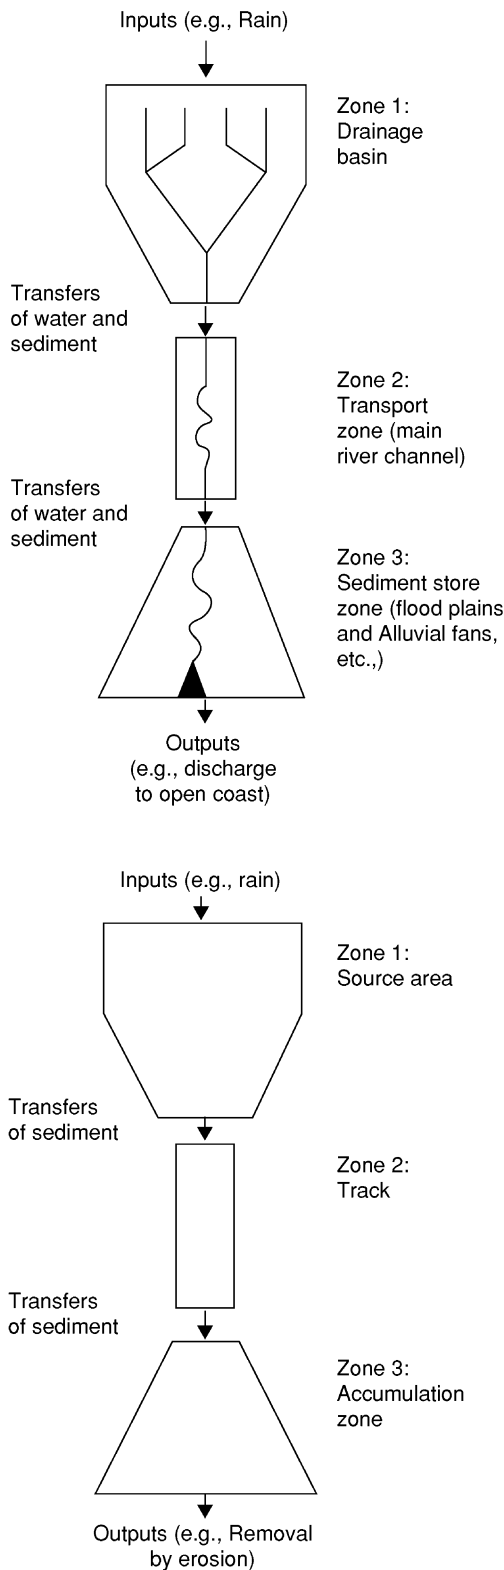 Inputs (e.g., Rain)
Zone 1:
Drainage
basin
Transfers
of water and
sediment
Zone 2:
Transport
zone (main
river channel)
Transfers
of water and
sediment
Zone 3:
Sediment store
zone (flood plains
and Alluvial fans,
etc.,)
Outputs
(e.g., discharge
to open coast)
Inputs (e.g., rain)
Zone 1:
Source area
Transfers
of sediment
Zone 2:
Track
Transfers
of sediment
Zone 3:
Accumulation
zone
Outputs (e.g., Removal
by erosion)